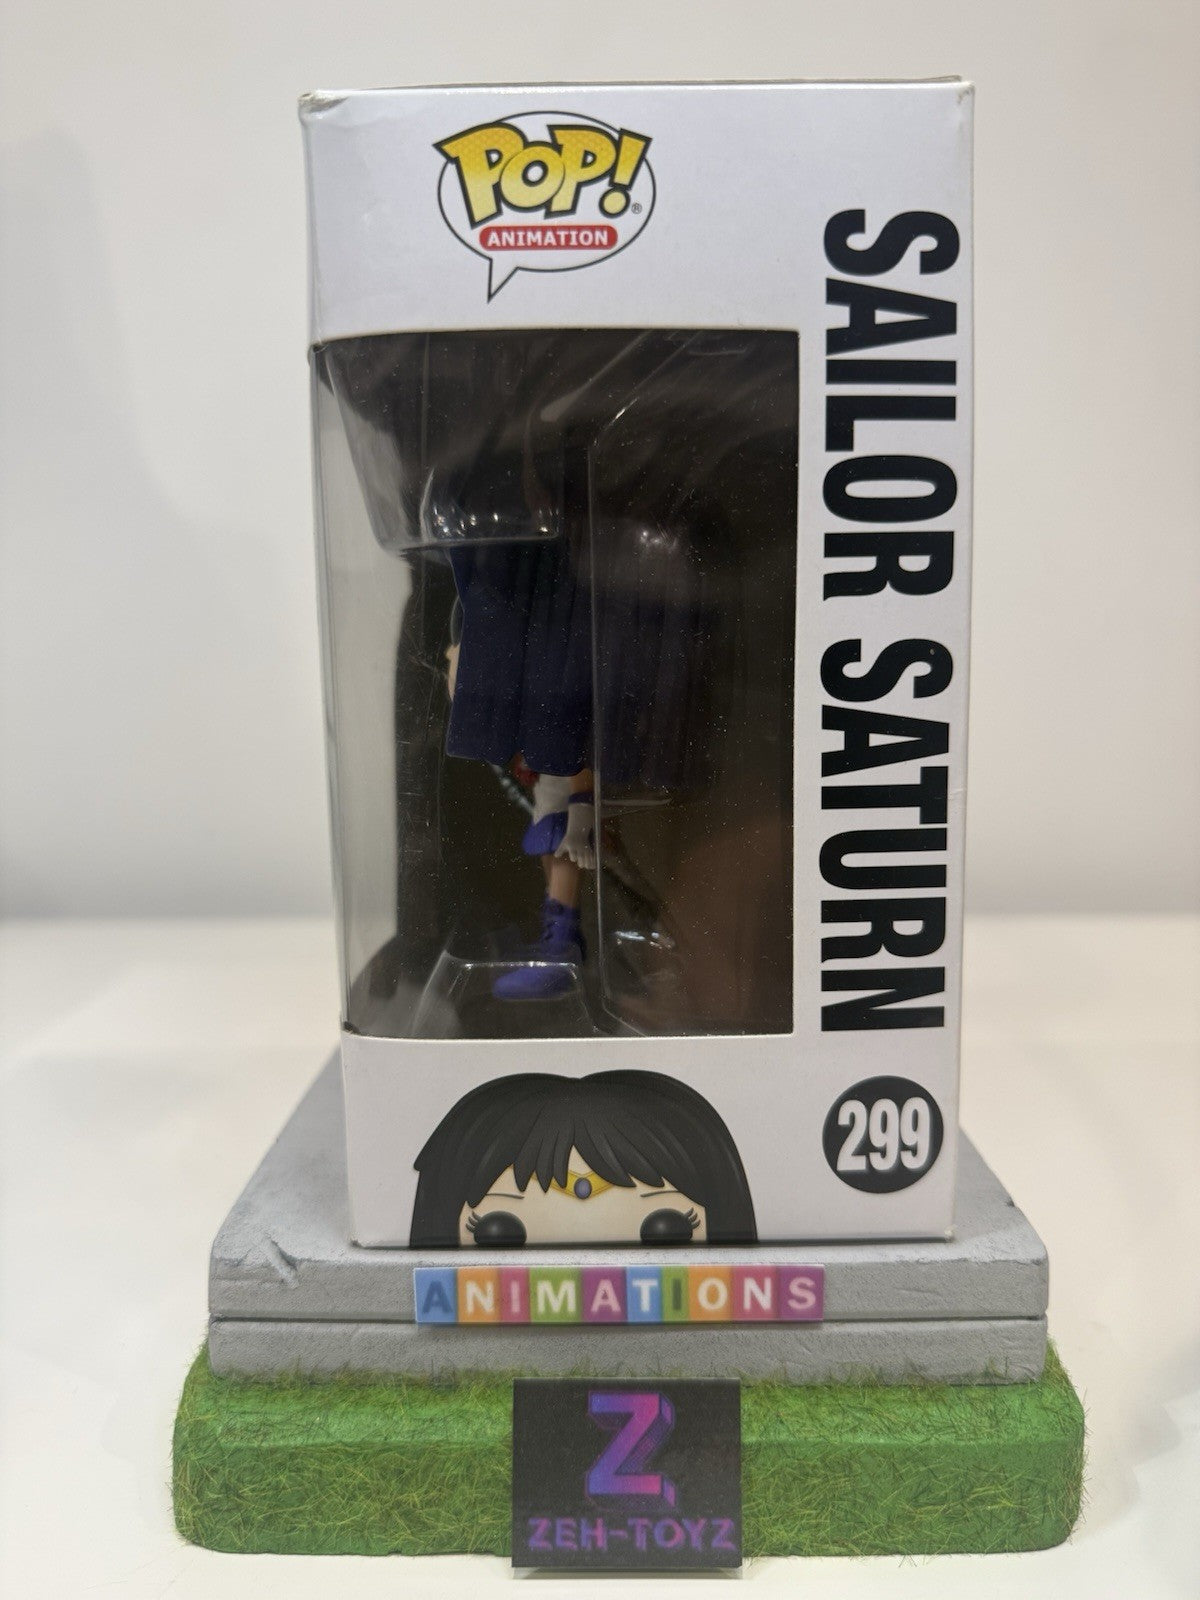 POP!®
ANIMATION
SAILOR SATURN
299
ANIMATIONS
Z
ZEH-TOYZ